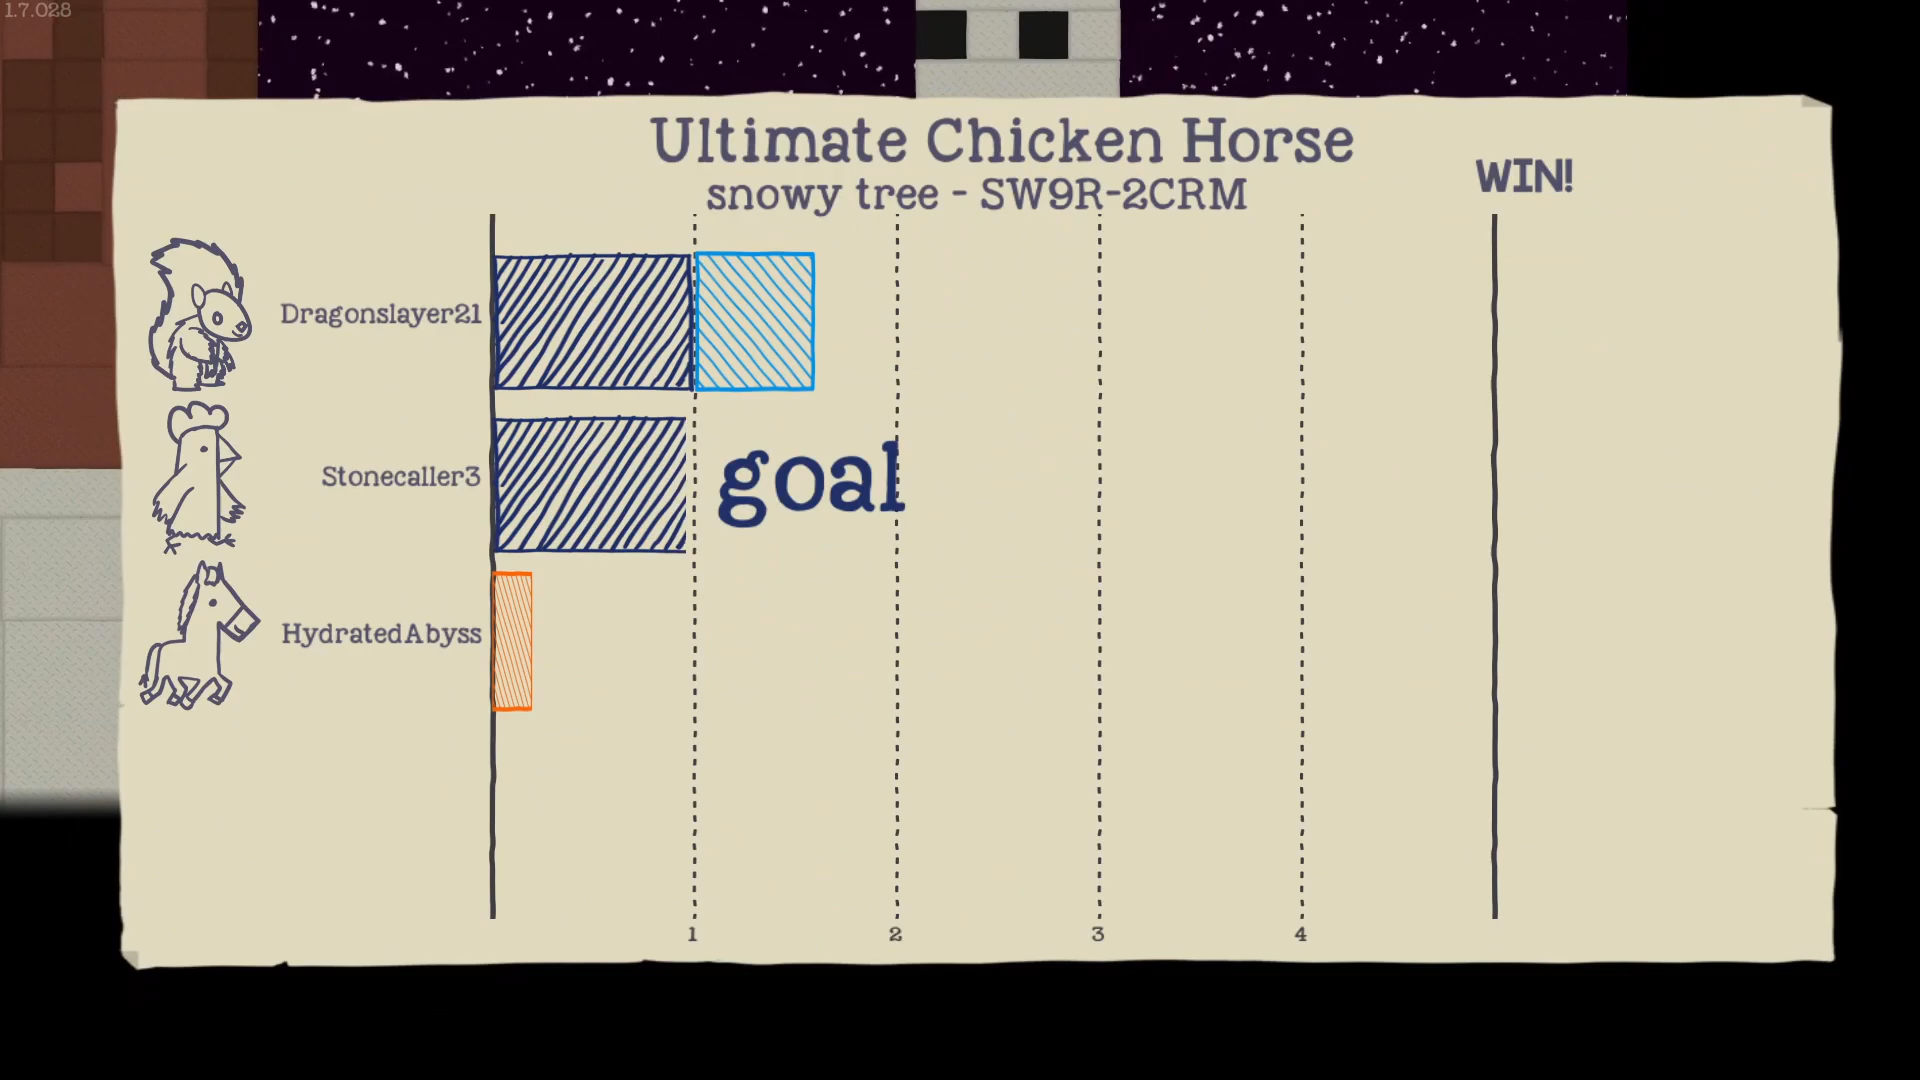 1.7.028
Ultimate Chicken Horse
snowy tree - SW9R-2CRM
WIN!
Dragonslayer21
Stonecaller3
goal
HydratedAbyss
1 2 3 4